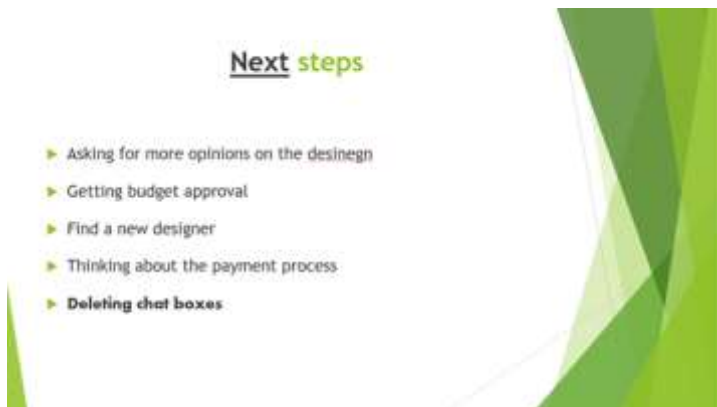 Next steps
Asking for more opinions on the desinegn
Getting budget approval
Find a new designer
Thinking about the payment process
Deleting chat boxes